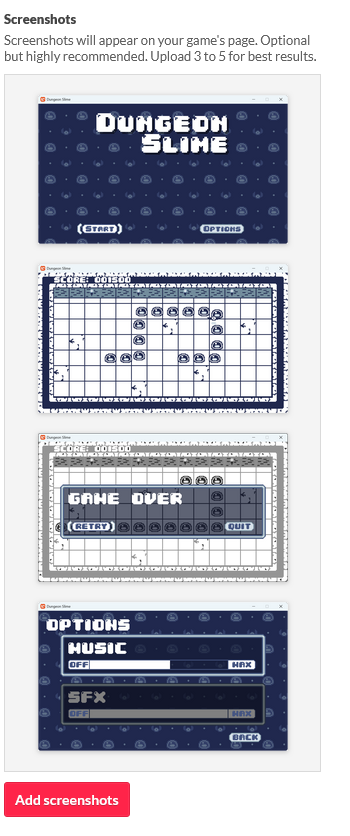 Screenshots
Screenshots will appear on your game's page. Optional
but highly recommended. Upload 3 to 5 for best results.
Dungeon Slime
DUNGEON
SLIME
START
OPTIONS
Dungeon Slime
SCORE: 001500
Dungeon Slime
SCORE: 001500
GAME OVER
RETRY
QUIT
Dungeon Slime
OPTIONS
MUSIC
OFF
MAX
SFX
OFF
MAX
BACK
Add screenshots